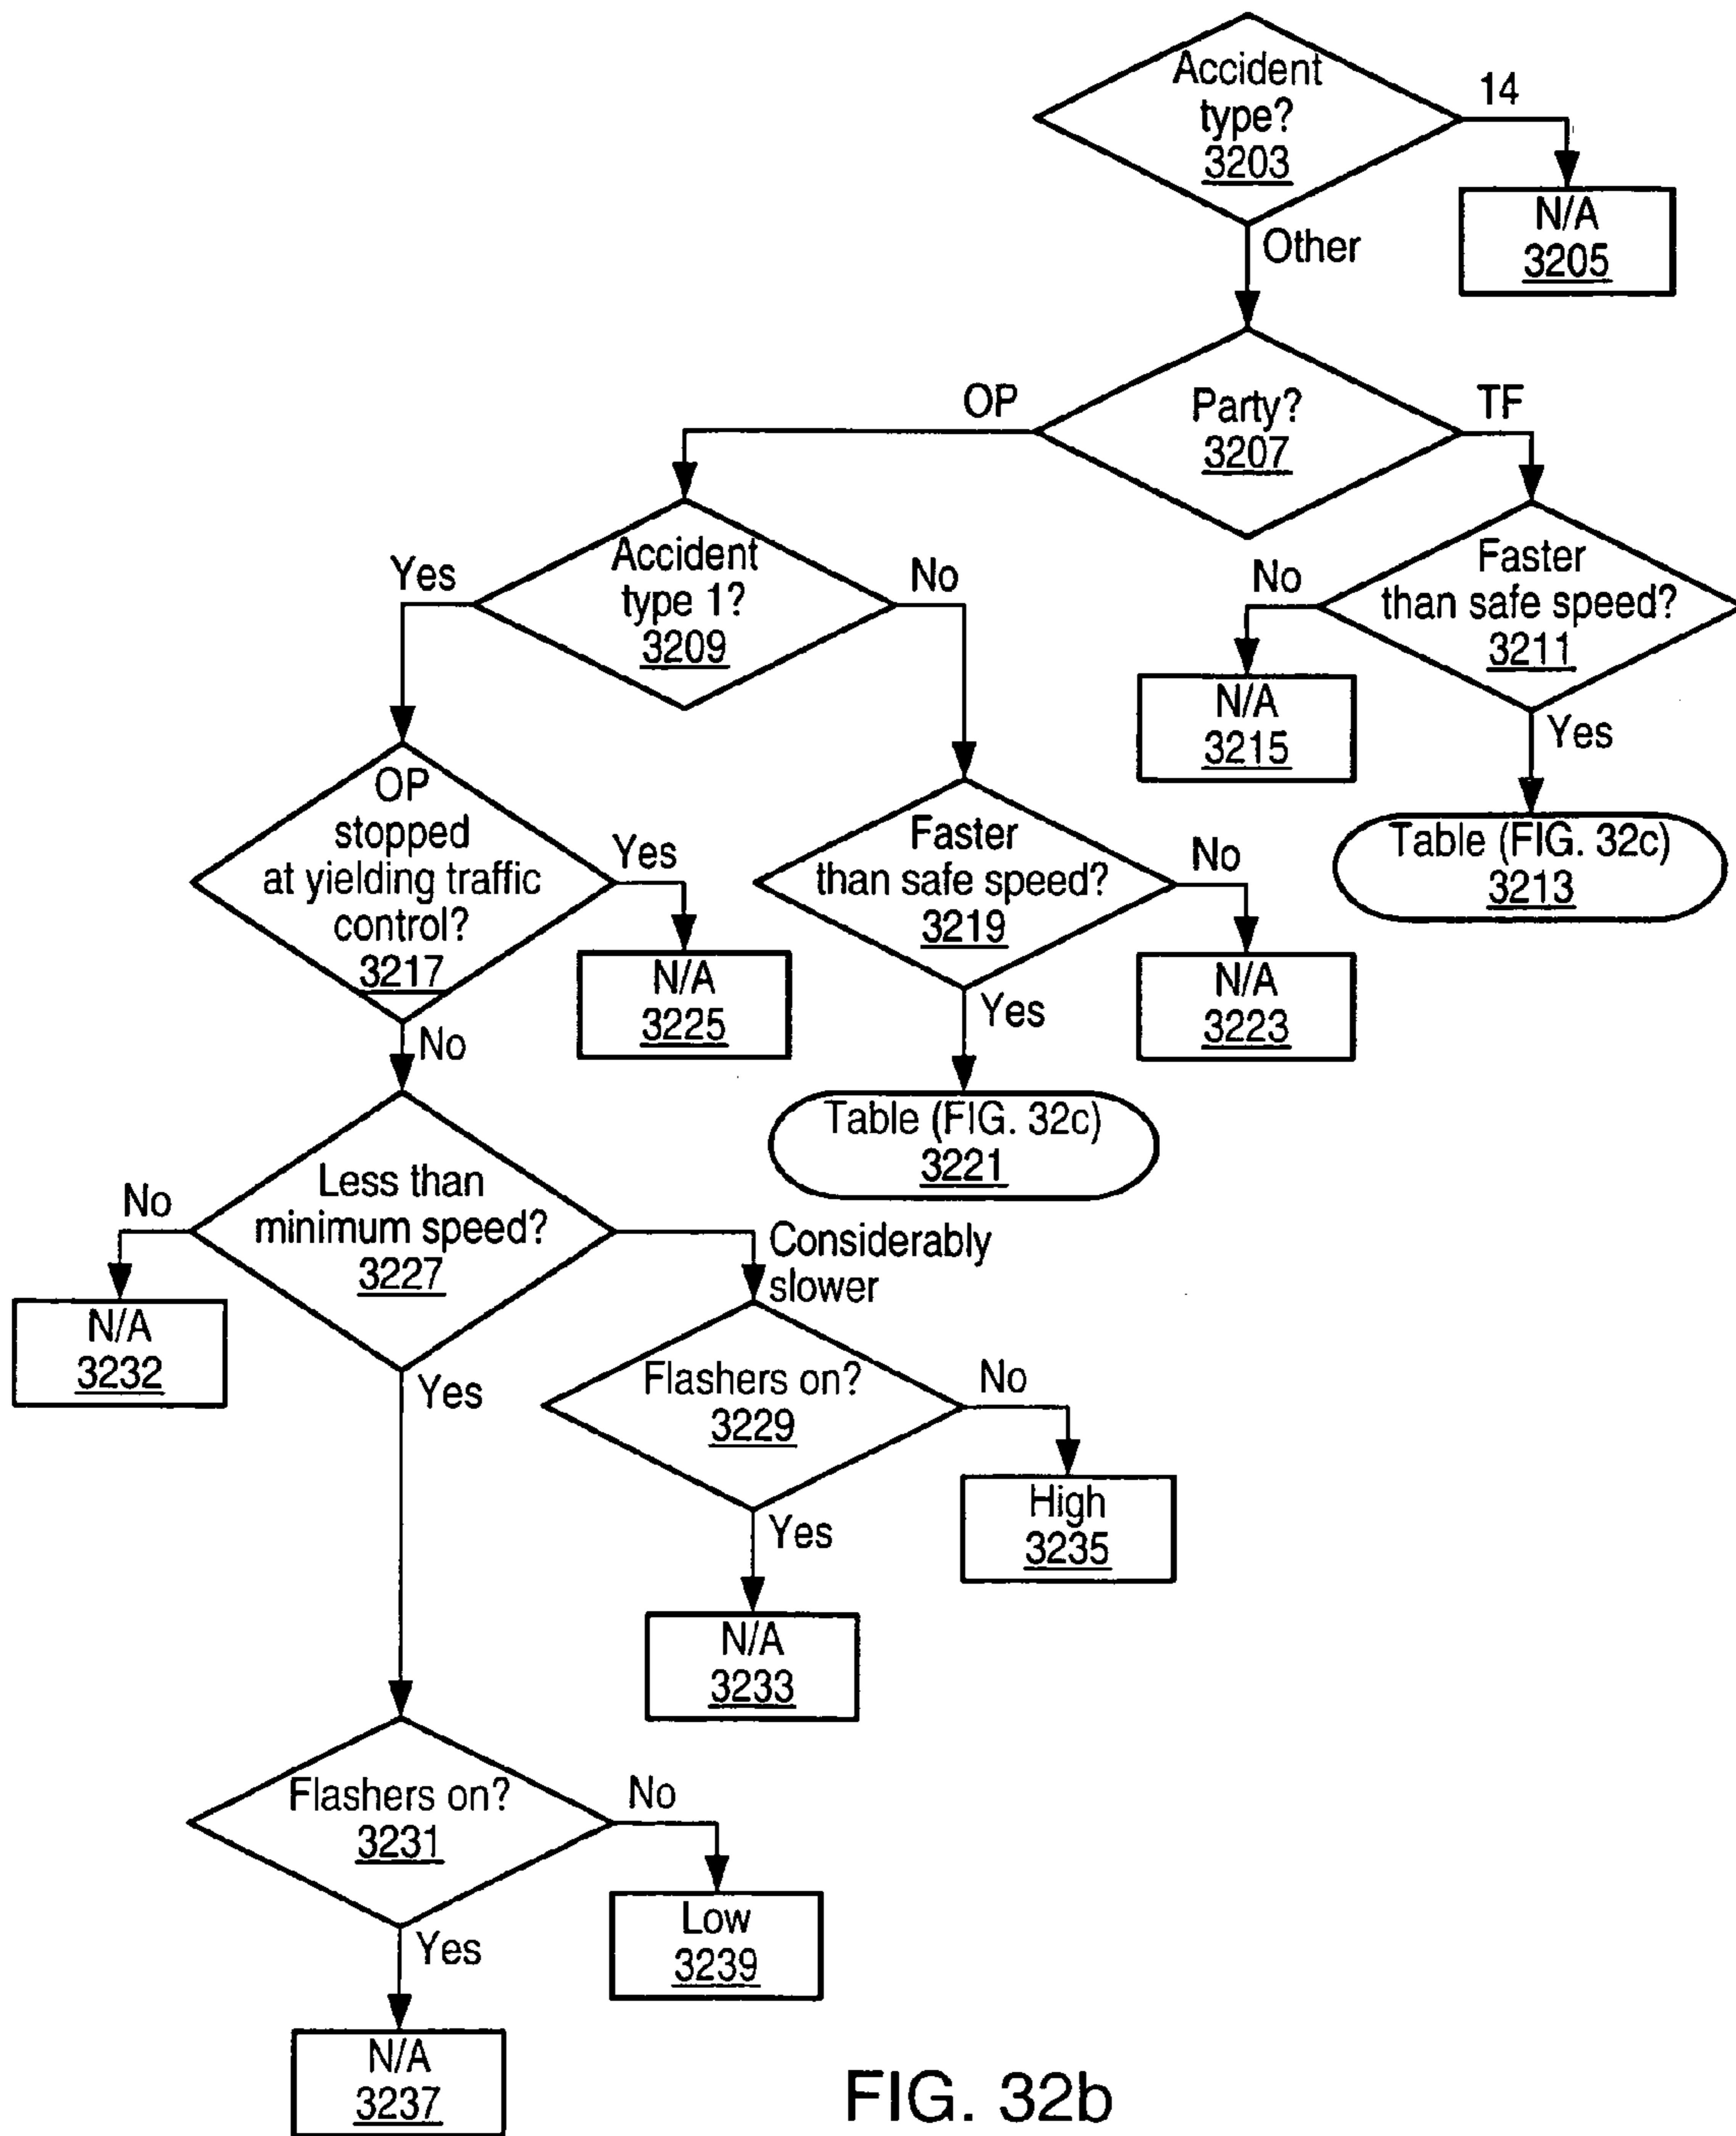 Accident
type?
3203
14
N/A
3205
Other
Party?
3207
OP
TF
Accident
type 1?
3209
Yes
No
Faster
than safe speed?
3211
No
Yes
N/A
3215
Table (FIG. 32c)
3213
OP
stopped
at yielding traffic
control?
3217
Yes
No
N/A
3225
Faster
than safe speed?
3219
No
Yes
N/A
3223
Table (FIG. 32c)
3221
Less than
minimum speed?
3227
No
Yes
Considerably
slower
N/A
3232
Flashers on?
3229
No
Yes
High
3235
N/A
3233
Flashers on?
3231
No
Yes
Low
3239
N/A
3237
FIG. 32b